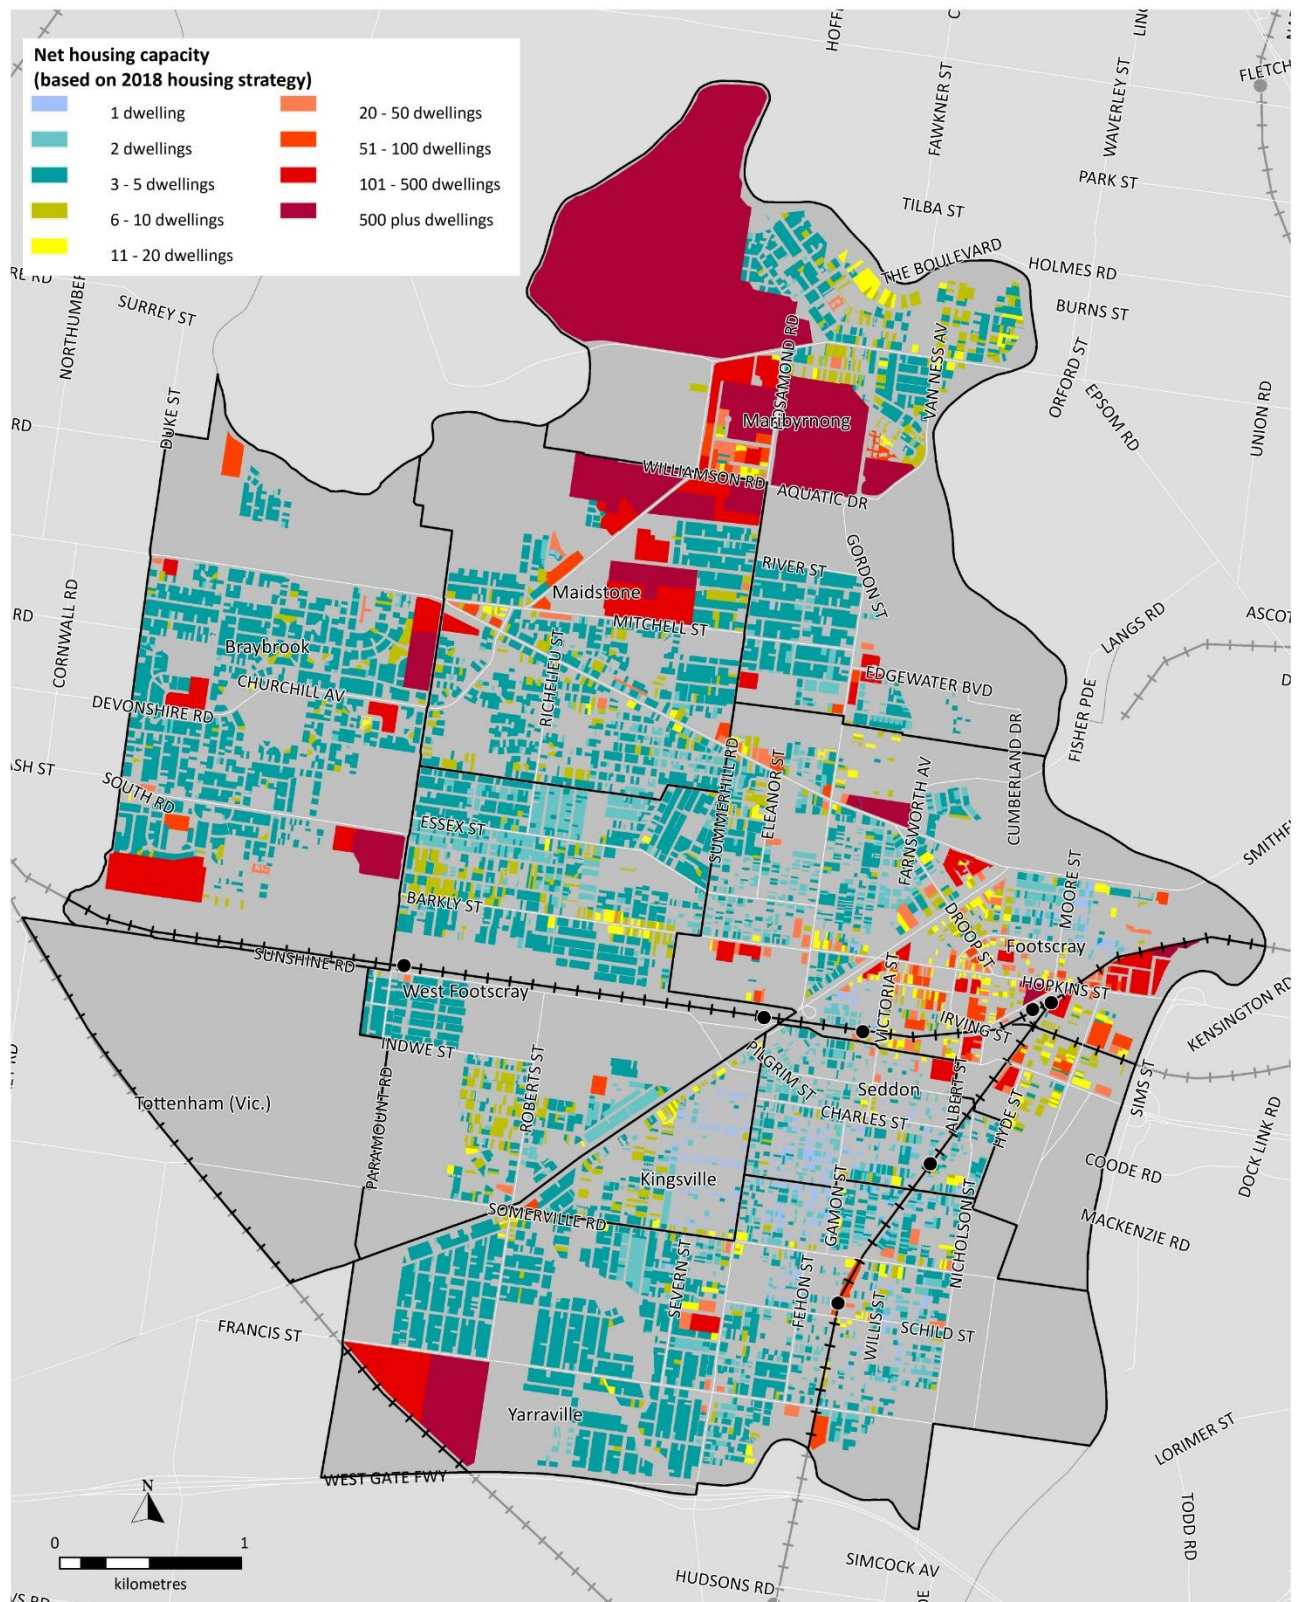 Net housing capacity
(based on 2018 housing strategy)
1 dwelling
2 dwellings
3 - 5 dwellings
6 - 10 dwellings
11 - 20 dwellings
20 - 50 dwellings
51 - 100 dwellings
101 - 500 dwellings
500 plus dwellings
FAWKNER ST
WAVERLEY ST
PARK ST
TILBA ST
THE BOULEVARD
HOLMES RD
BURNS ST
SURREY ST
DUKE ST
ROSAMOND RD
VAN NESS AV
ORFORD ST
EPSOM RD
UNION RD
Maribyrnong
WILLIAMSON RD
AQUATIC DR
GORDON ST
RIVER ST
CORNWALL RD
Maidstone
MITCHELL ST
LANGS RD
Braybrook
RICHELIEU ST
EDGEWATER BVD
CHURCHILL AV
DEVONSHIRE RD
FISHER PDE
CUMBERLAND DR
SOUTH RD
SUMMERHILL RD
ELEANOR ST
FARNSWORTH AV
ESSEX ST
MOORE ST
BARKLY ST
DROOP ST
Footscray
SUNSHINE RD
West Footscray
VICTORIA ST
HOPKINS ST
IRVING ST
KENSINGTON RD
INDWE ST
ROBERTS ST
PILGRIM ST
Seddon
ALBERT ST
SIMS ST
Tottenham (Vic.)
PARAMOUNT RD
CHARLES ST
HYDE ST
DOCK LINK RD
Kingsville
COODE RD
SOMERVILLE RD
GAMON ST
NICHOLSON ST
MACKENZIE RD
SEVERN ST
FEHON ST
WILLIS ST
SCHILD ST
FRANCIS ST
Yarraville
LORIMER ST
WEST GATE FWY
TODD RD
N
0 1
kilometres
SIMCOCK AV
HUDSONS RD